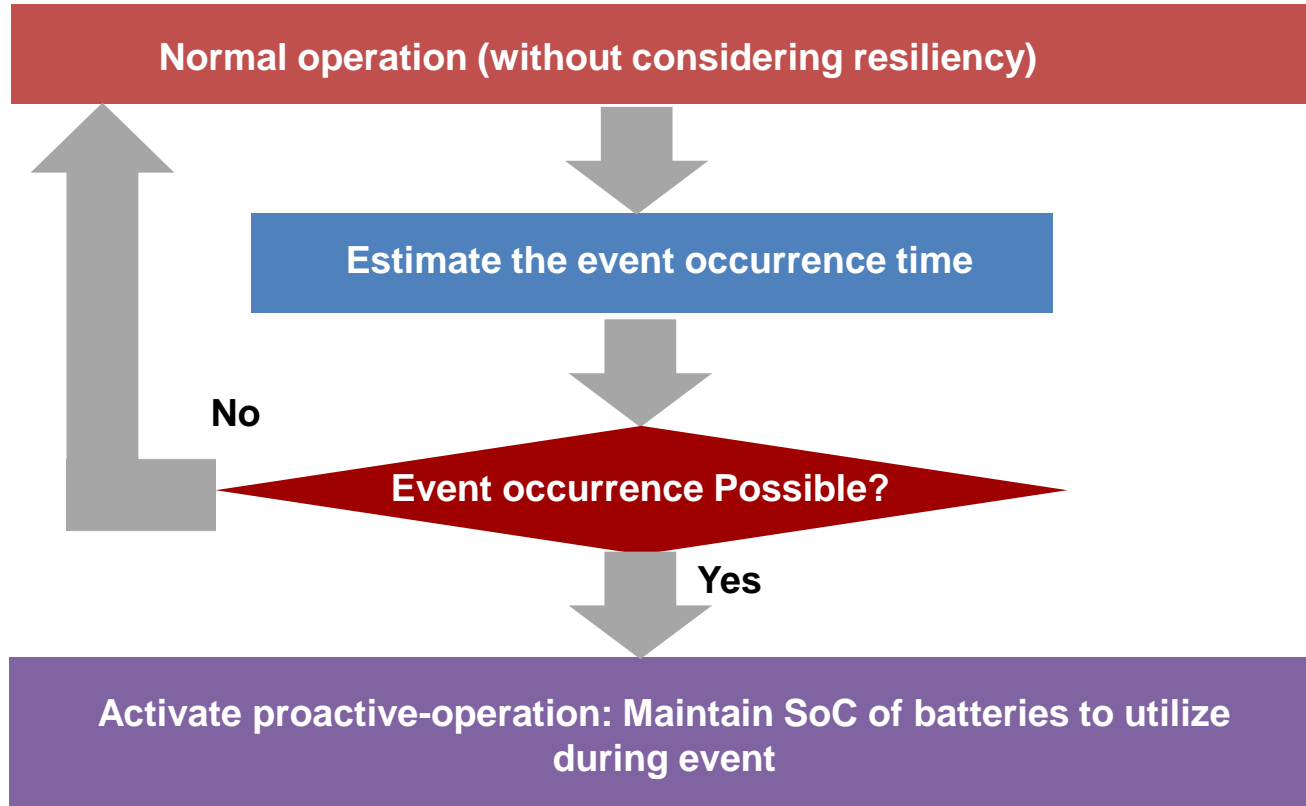 Normal operation (without considering resiliency)
Estimate the event occurrence time
No
Event occurrence Possible?
Yes
Activate proactive-operation: Maintain SoC of batteries to utilize
during event